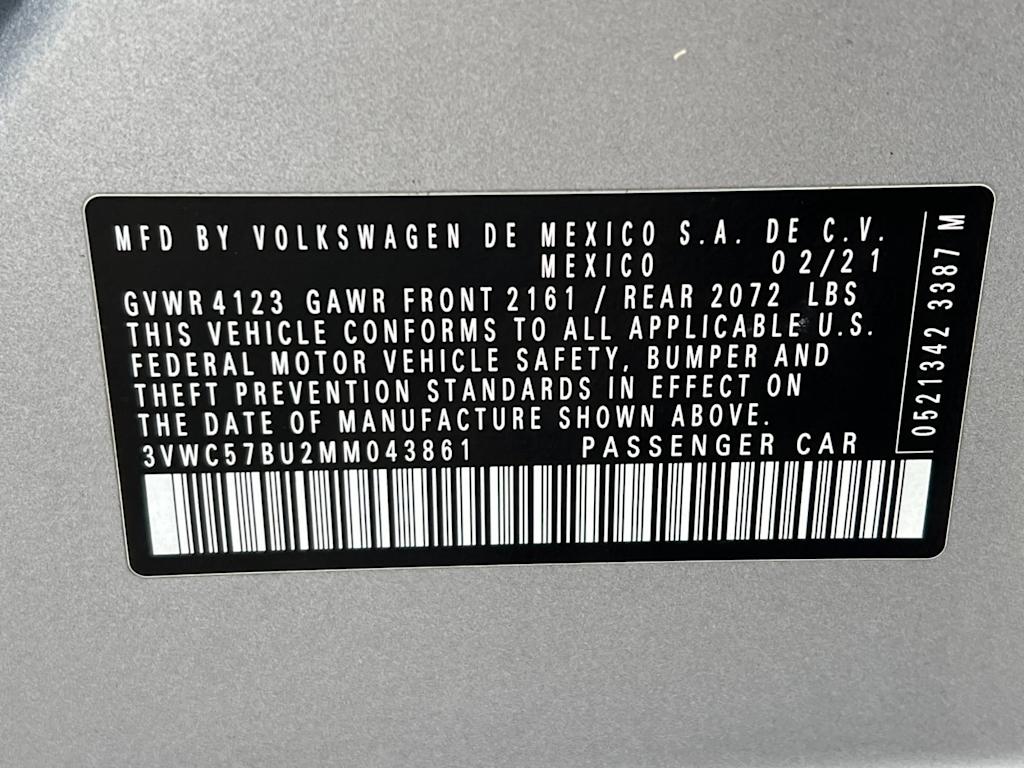 MFD BY VOLKSWAGEN DE MEXICO S.A. DE C.V.
MEXICO 02/21
GVWR 4123 GAWR FRONT 2161 / REAR 2072 LBS
THIS VEHICLE CONFORMS TO ALL APPLICABLE U.S.
FEDERAL MOTOR VEHICLE SAFETY, BUMPER AND
THEFT PREVENTION STANDARDS IN EFFECT ON
THE DATE OF MANUFACTURE SHOWN ABOVE.
3VWC57BU2MM043861 PASSENGER CAR
0521342 3387 M